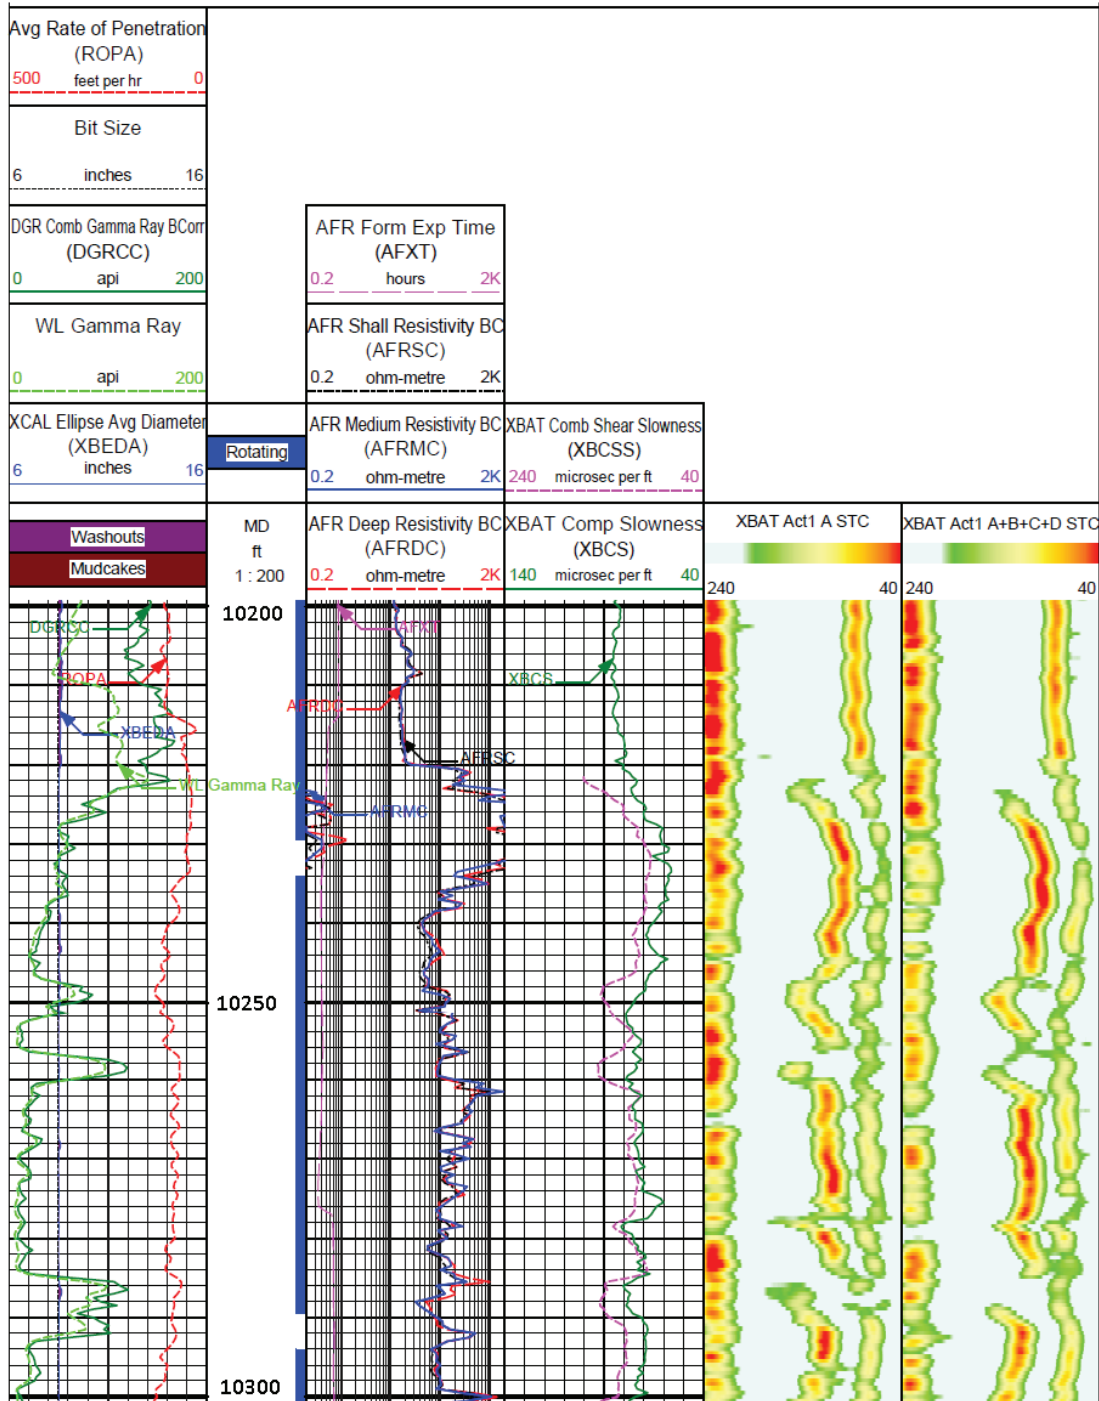 Avg Rate of Penetration
(ROPA)
500 feet per hr 0
Bit Size
6 inches 16
DGR Comb Gamma Ray BCorr
(DGRCC)
0 api 200
AFR Form Exp Time
(AFXT)
0.2 hours 2K
WL Gamma Ray
0 api 200
AFR Shall Resistivity BC
(AFRSC)
0.2 ohm-metre 2K
XCAL Ellipse Avg Diameter
(XBEDA)
6 inches 16
Rotating
AFR Medium Resistivity BC
(AFRMC)
0.2 ohm-metre 2K
XBAT Comb Shear Slowness
(XBCSS)
240 microsec per ft 40
Washouts
Mudcakes
MD
ft
1 : 200
AFR Deep Resistivity BC
(AFRDC)
0.2 ohm-metre 2K
XBAT Comp Slowness
(XBCS)
140 microsec per ft 40
XBAT Act1 A STC
240 40
XBAT Act1 A+B+C+D STC
240 40
10200
DGRCC
AFXT
ROPA
XBCS
AFRDC
XBEDA
AFRSC
WL Gamma Ray
AFRMC
10250
10300